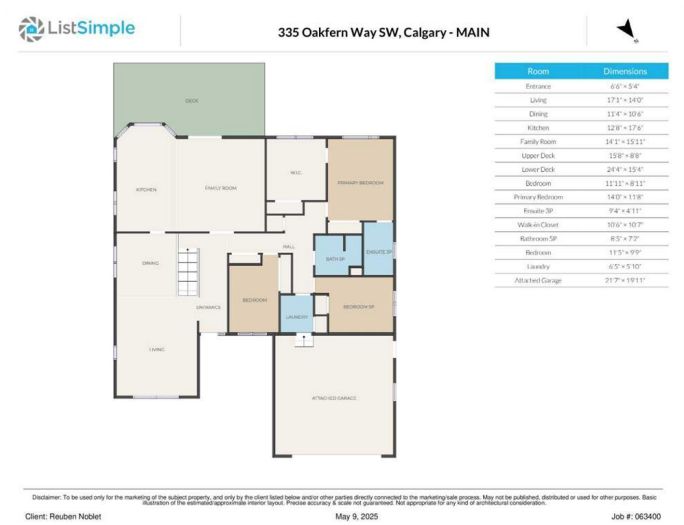 ListSimple
335 Oakfern Way SW, Calgary - MAIN
N
Room Dimensions
Entrance 6'6" × 5'4"
Living 17'1" × 14'0"
Dining 11'4" × 10'6"
Kitchen 12'8" × 17'6"
Family Room 14'1" × 15'11"
Upper Deck 15'8" × 8'8"
Lower Deck 24'4" × 15'4"
Bedroom 11'11" × 8'11"
Primary Bedroom 14'0" × 11'8"
Ensuite 3P 9'4" × 4'11"
Walk-in Closet 10'6" × 10'7"
Bathroom 5P 8'5" × 7'2"
Bedroom 11'5" × 9'9"
Laundry 6'5" × 5'10"
Attached Garage 21'7" × 19'11"
DECK
W.I.C.
PRIMARY BEDROOM
KITCHEN
FAMILY ROOM
HALL
ENSUITE 3P
BATH 5P
DINING
BEDROOM
ENTRANCE
BEDROOM
LAUNDRY
LIVING
ATTACHED GARAGE
Disclaimer: To be used only for the marketing of the subject property, and only by the client listed below and/or other parties directly connected to the marketing/sale process. May not be published, distributed or used for other purposes. Basic
illustration of the estimated/approximate interior layout. Precise accuracy & scale not guaranteed. Not appropriate for any kind of architectural consideration.
Client: Reuben Noblet May 9, 2025 Job #: 063400